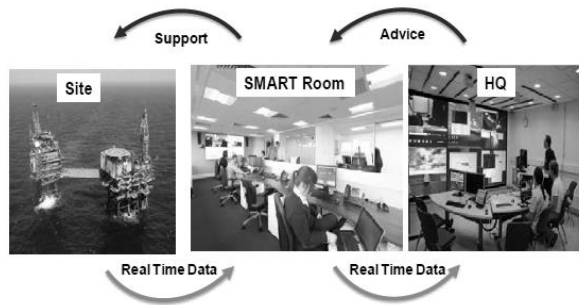 Support
Advice
Site
SMART Room
HQ
Real Time Data
Real Time Data